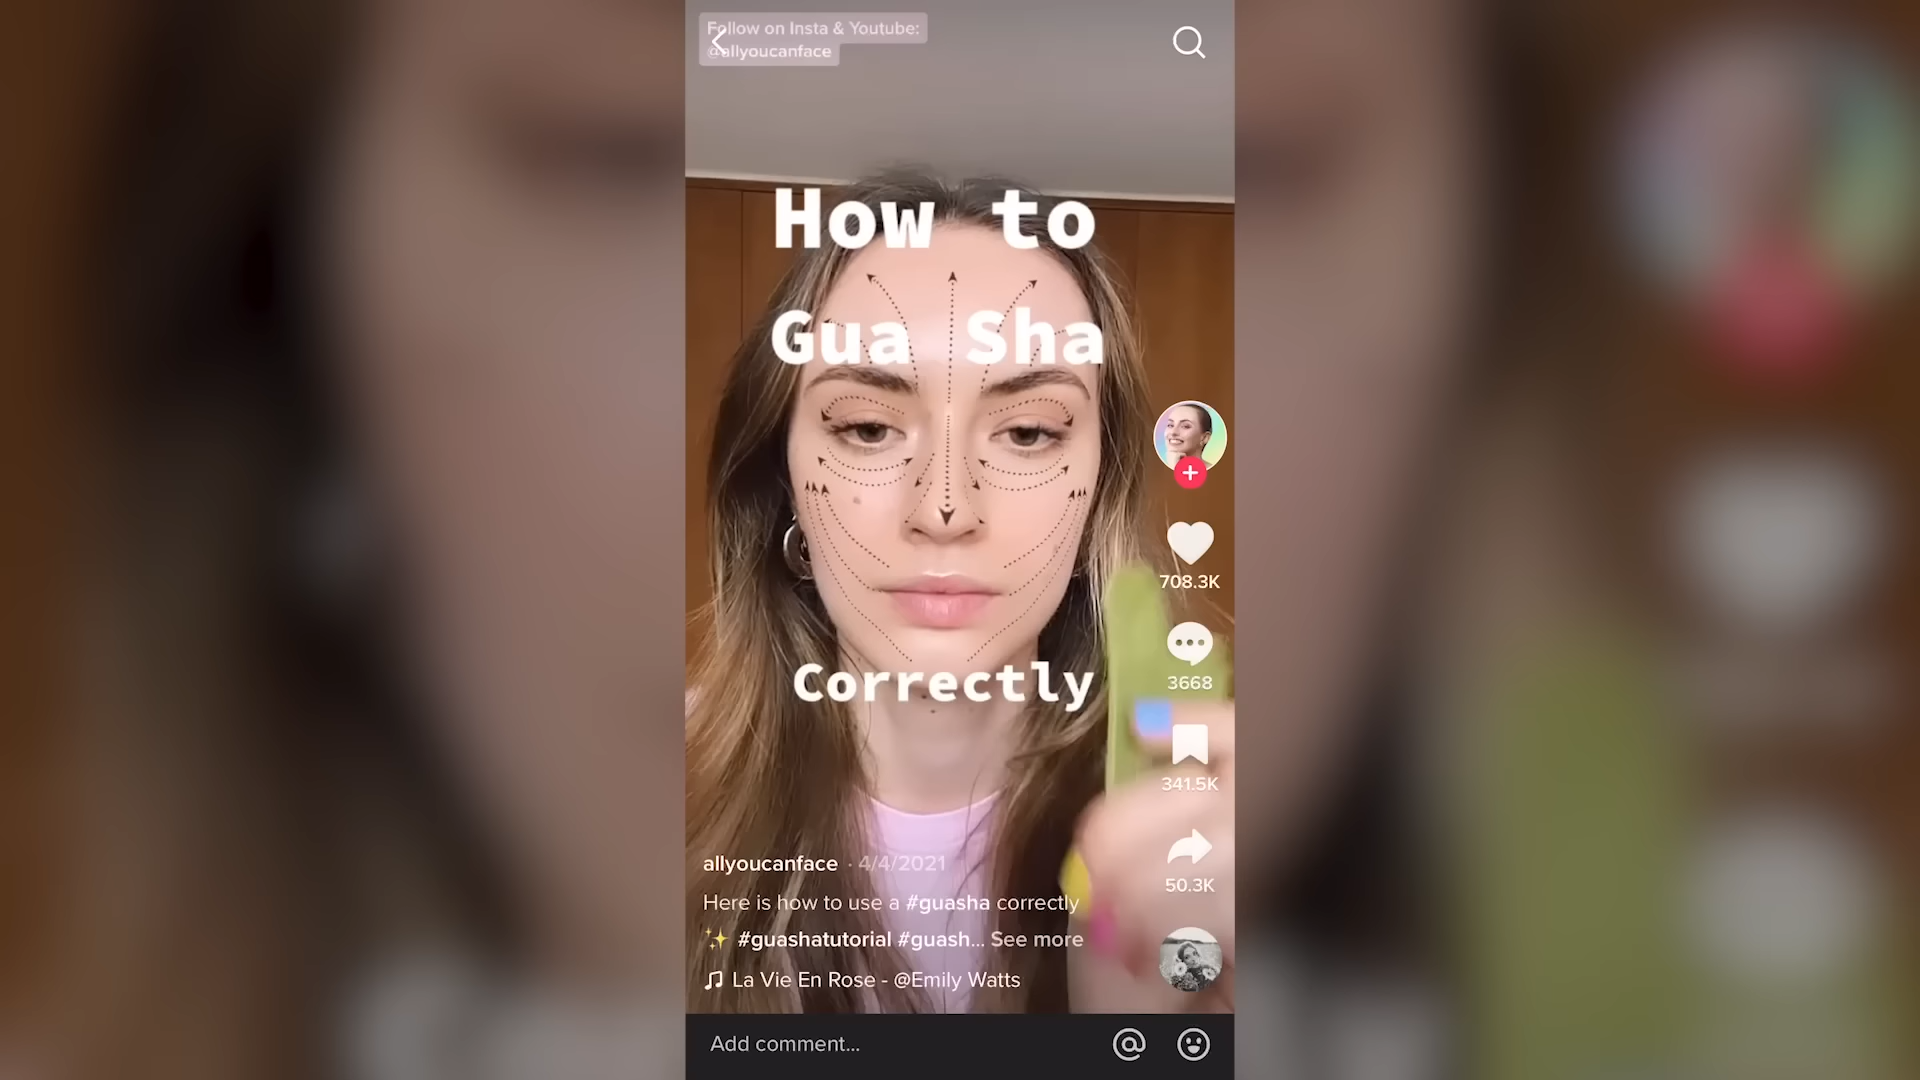 Follow on Insta & Youtube:
@allyoucanface
How to
Gua Sha
Correctly
708.3K
3668
341.5K
50.3K
allyoucanface · 4/4/2021
Here is how to use a #guasha correctly
✨ #guashatutorial #guash... See more
La Vie En Rose - @Emily Watts
Add comment...